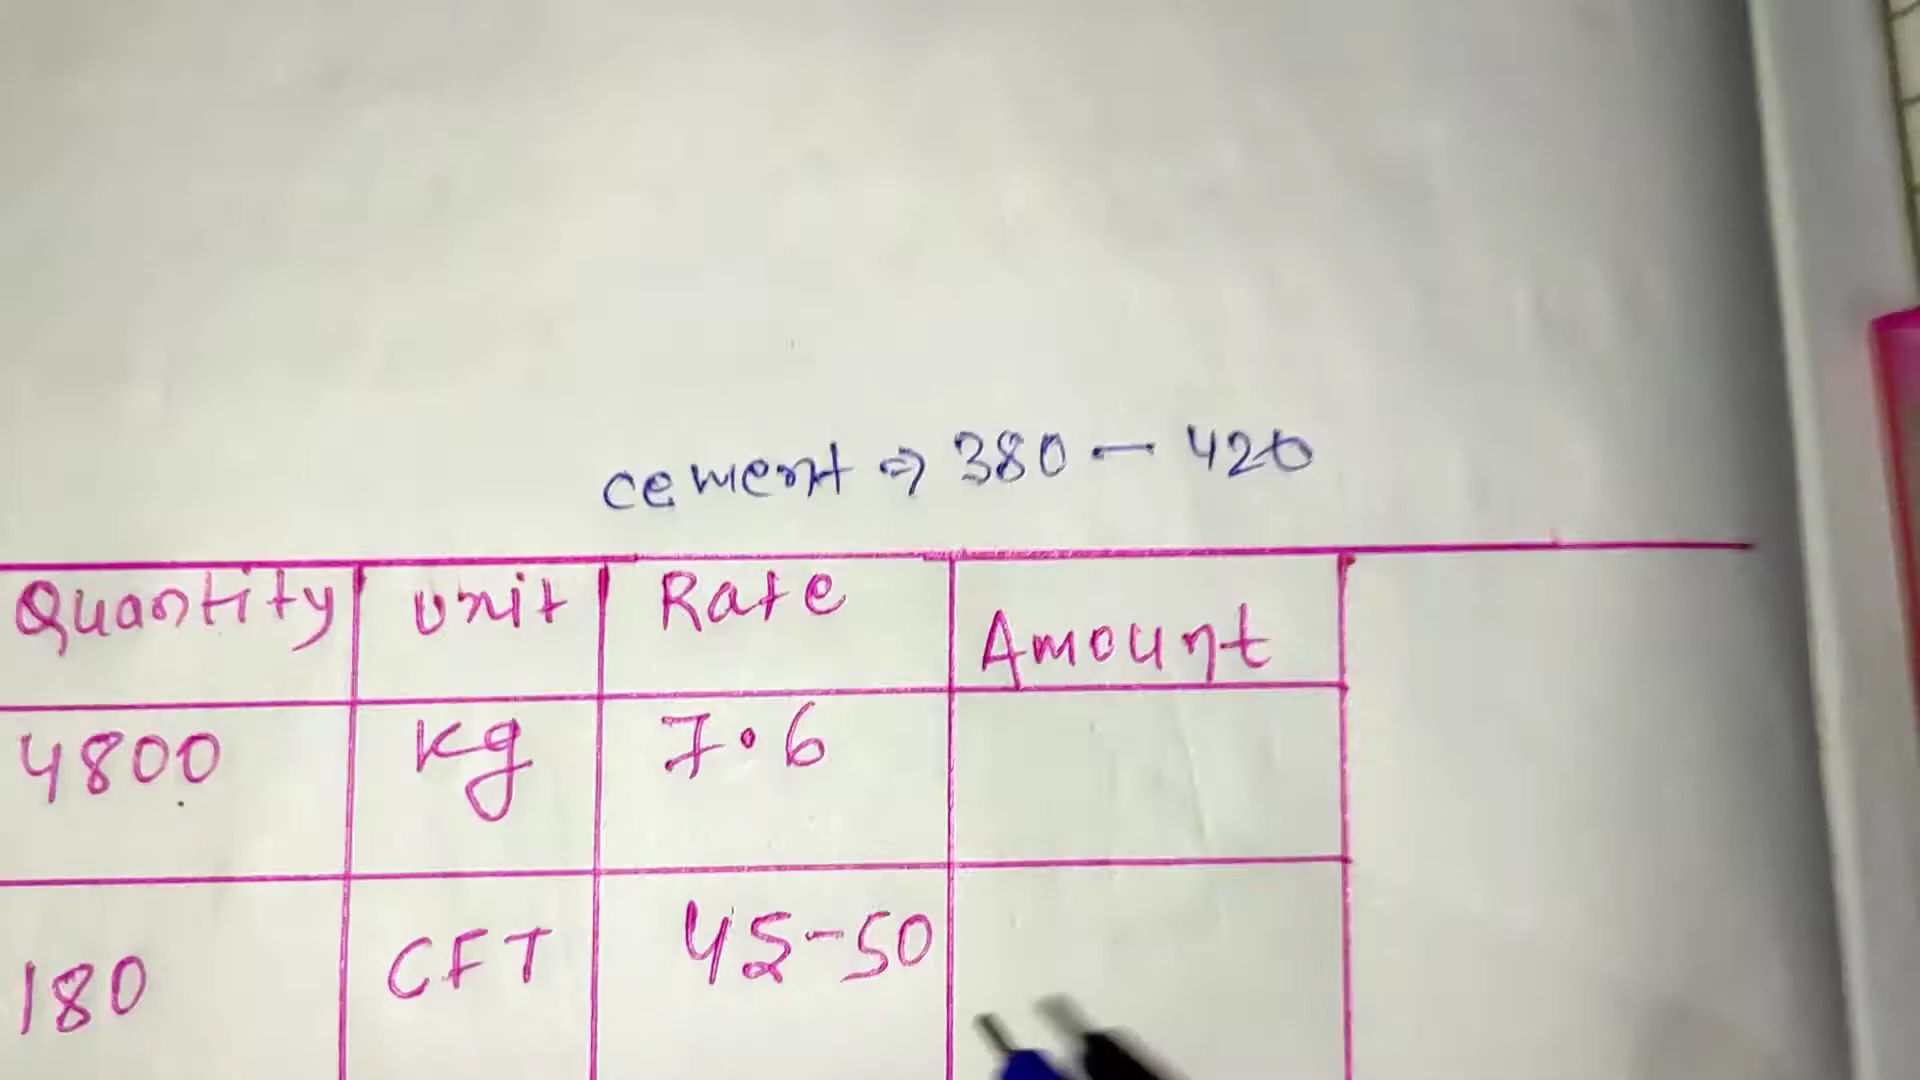 cement ⇒ 380 - 420
Quantity Unit Rate Amount
4800 Kg 7.6
180 CFT 45-50